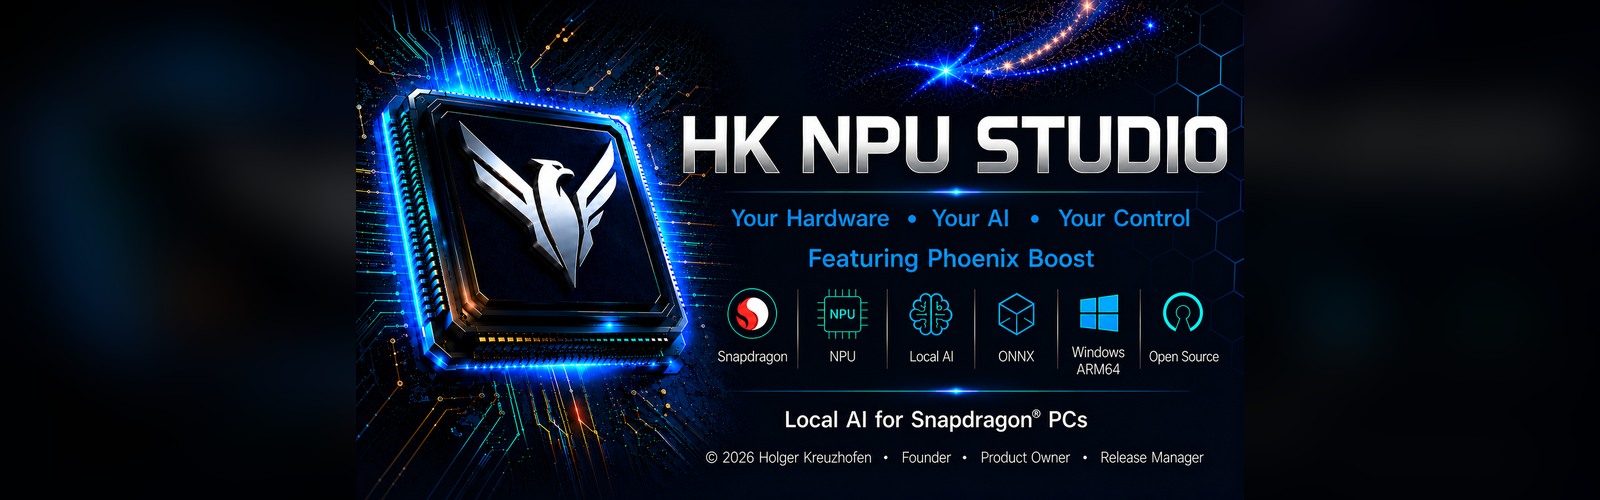 HK NPU STUDIO
Your Hardware • Your AI • Your Control
Featuring Phoenix Boost
NPU
Snapdragon
NPU
Local AI
ONNX
Windows ARM64
Open Source
Local AI for Snapdragon® PCs
© 2026 Holger Kreuzhofen • Founder • Product Owner • Release Manager